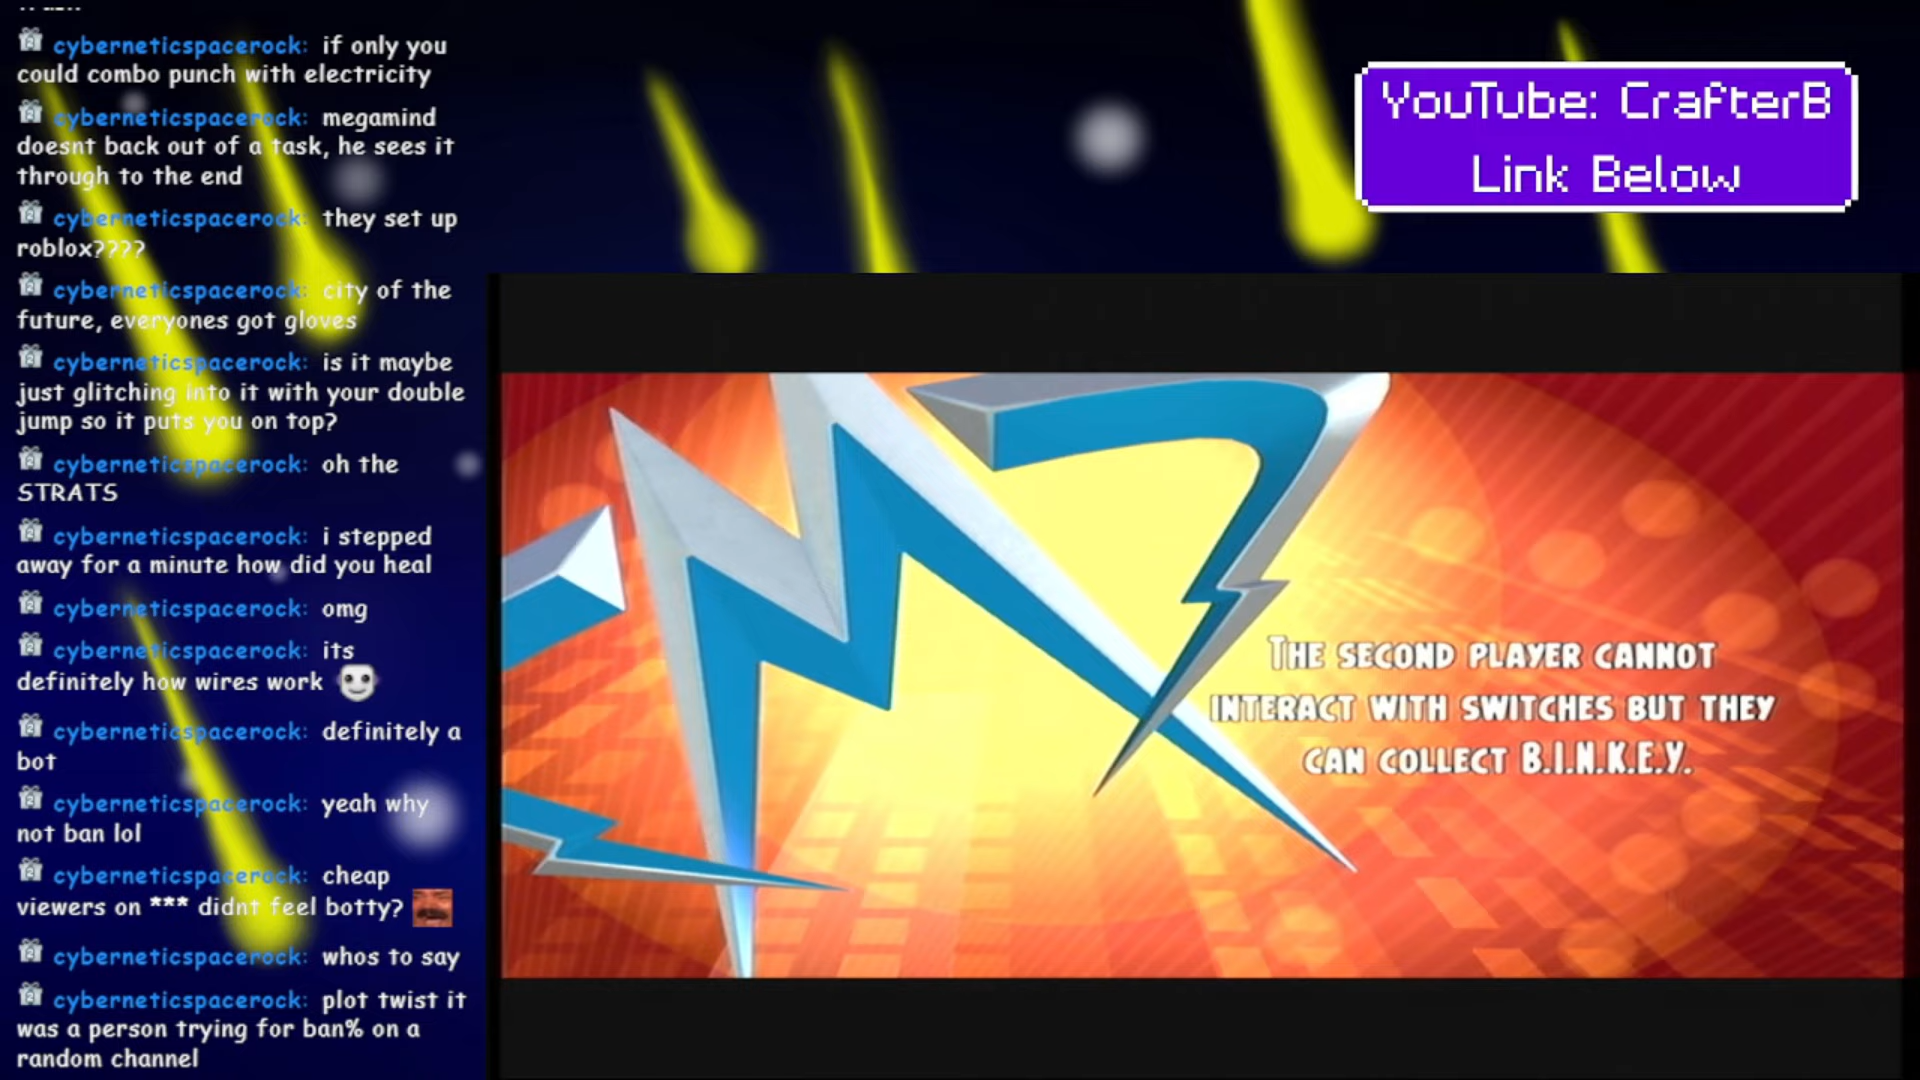 cyberneticspacerock: if only you
could combo punch with electricity
cyberneticspacerock: megamind
doesnt back out of a task, he sees it
through to the end
cyberneticspacerock: they set up
roblox????
cyberneticspacerock: city of the
future, everyones got gloves
cyberneticspacerock: is it maybe
just glitching into it with your double
jump so it puts you on top?
cyberneticspacerock: oh the
STRATS
cyberneticspacerock: i stepped
away for a minute how did you heal
cyberneticspacerock: omg
cyberneticspacerock: its
definitely how wires work
cyberneticspacerock: definitely a
bot
cyberneticspacerock: yeah why
not ban lol
cyberneticspacerock: cheap
viewers on *** didnt feel botty?
cyberneticspacerock: whos to say
cyberneticspacerock: plot twist it
was a person trying for ban% on a
random channel
YouTube: CrafterB
Link Below
THE SECOND PLAYER CANNOT
INTERACT WITH SWITCHES BUT THEY
CAN COLLECT B.I.N.K.E.Y.